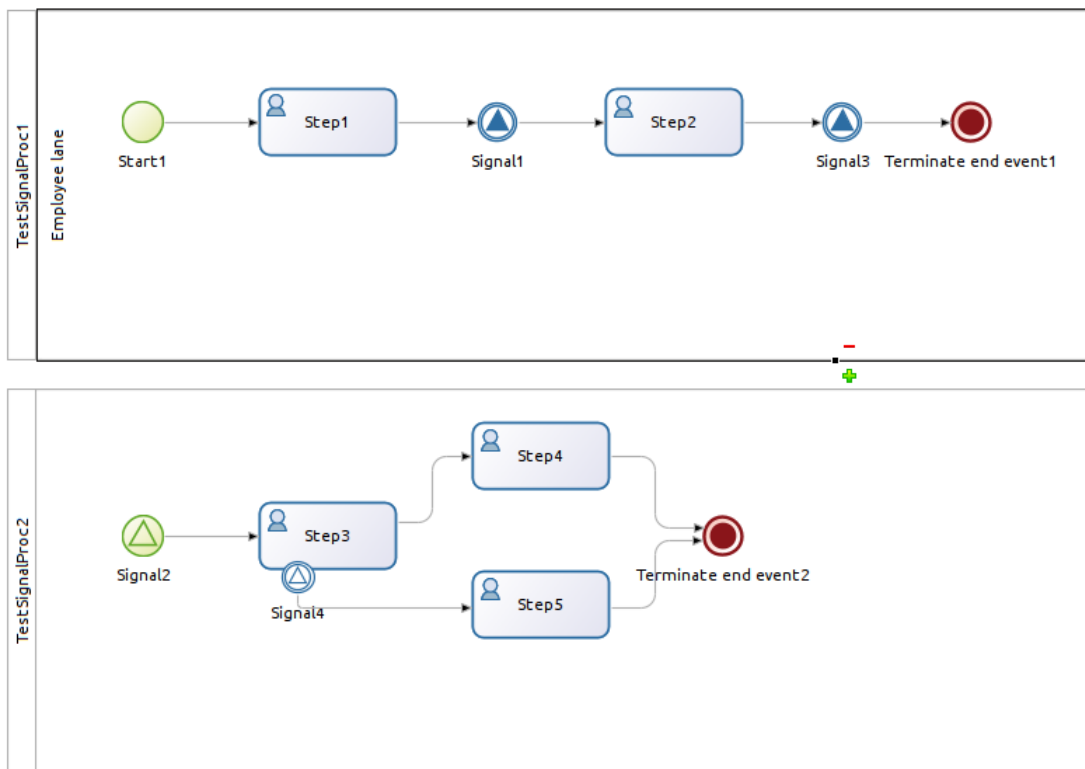 TestSignalProc1
Employee lane
Start1
Step1
Signal1
Step2
Signal3
Terminate end event1
TestSignalProc2
Signal2
Step3
Signal4
Step4
Step5
Terminate end event2